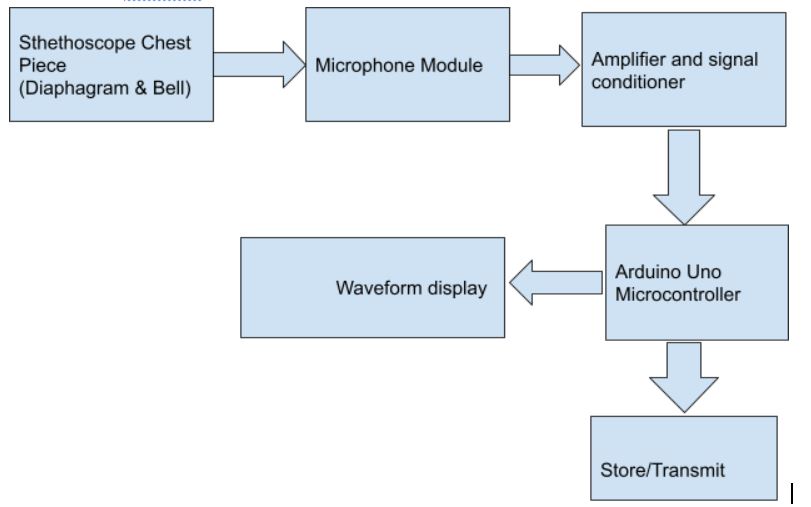 Sthethoscope Chest
Piece
(Diaphagram & Bell)
Microphone Module
Amplifier and signal
conditioner
Arduino Uno
Microcontroller
Waveform display
Store/Transmit